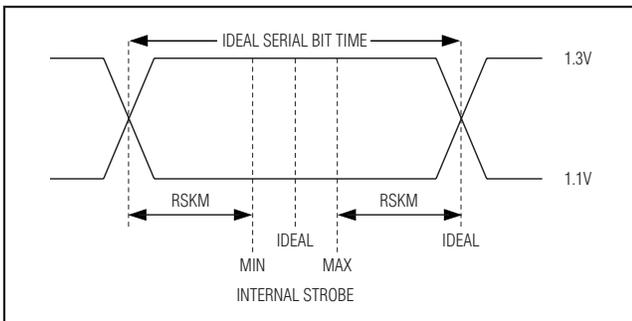 IDEAL SERIAL BIT TIME
1.3V
1.1V
RSKM
RSKM
IDEAL
IDEAL
MIN
MAX
INTERNAL STROBE